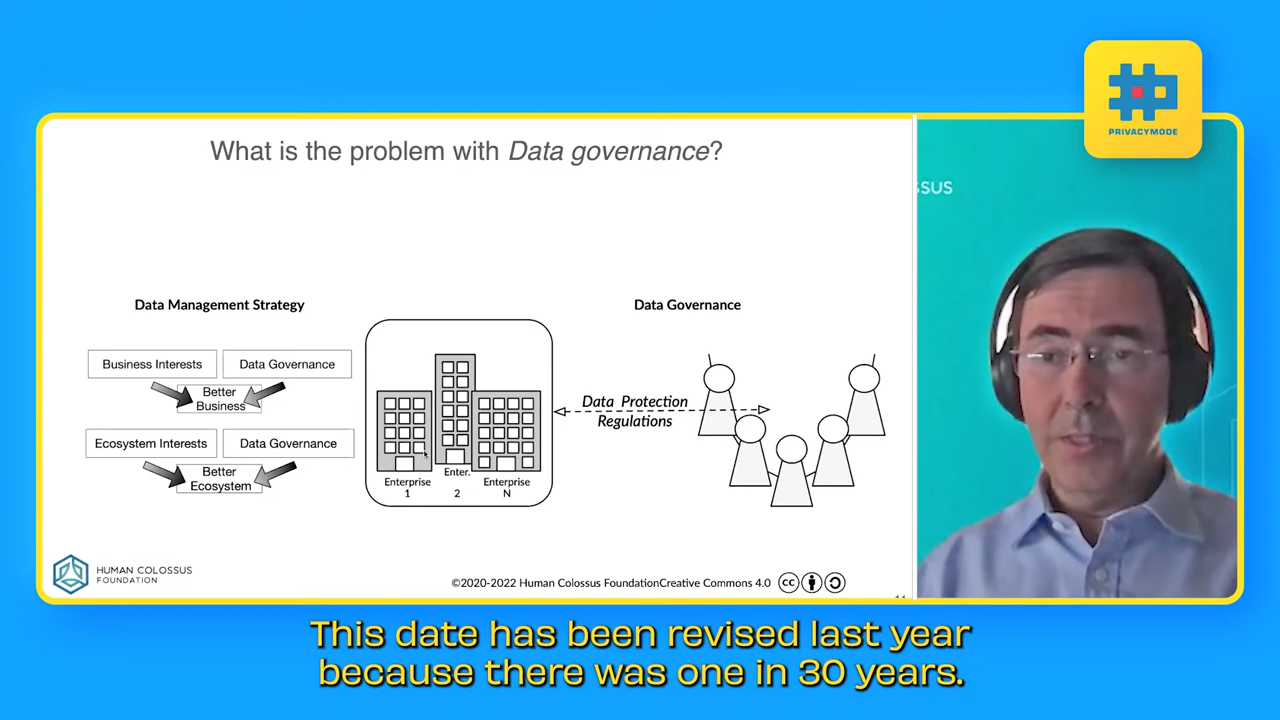 PRIVACYMODE
What is the problem with Data governance?
SSUS
Data Management Strategy
Data Governance
Business Interests
Data Governance
Better
Business
Ecosystem Interests
Data Governance
Better
Ecosystem
Enterprise
1
Enter.
2
Enterprise
N
Data Protection
Regulations
HUMAN COLOSSUS
FOUNDATION
©2020-2022 Human Colossus FoundationCreative Commons 4.0
cc
This date has been revised last year
because there was one in 30 years.